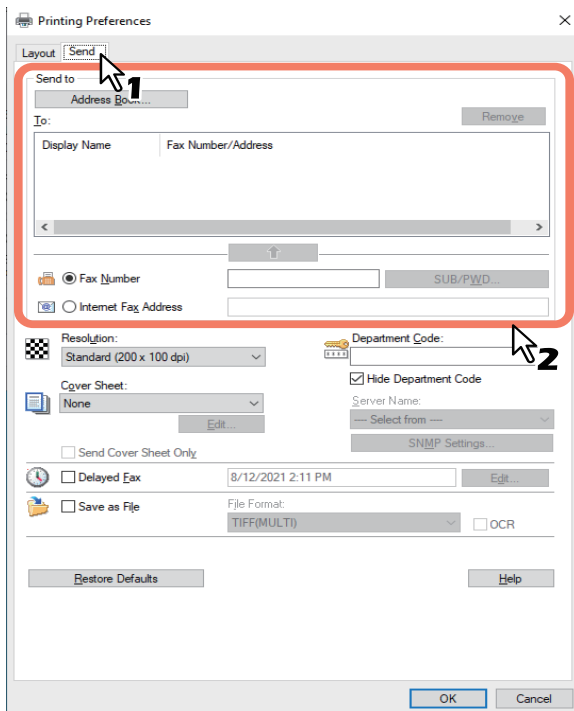 Printing Preferences
Layout Send
1
Send to
Address Book...
To:
Remove
Display Name Fax Number/Address
Fax Number SUB/PWD...
Internet Fax Address
2
Resolution:
Standard (200 x 100 dpi)
Department Code:
Hide Department Code
Cover Sheet:
None
Edit...
Server Name:
---- Select from ----
SNMP Settings...
Send Cover Sheet Only
Delayed Fax 8/12/2021 2:11 PM Edit...
Save as File
File Format:
TIFF(MULTI) OCR
Restore Defaults Help
OK Cancel